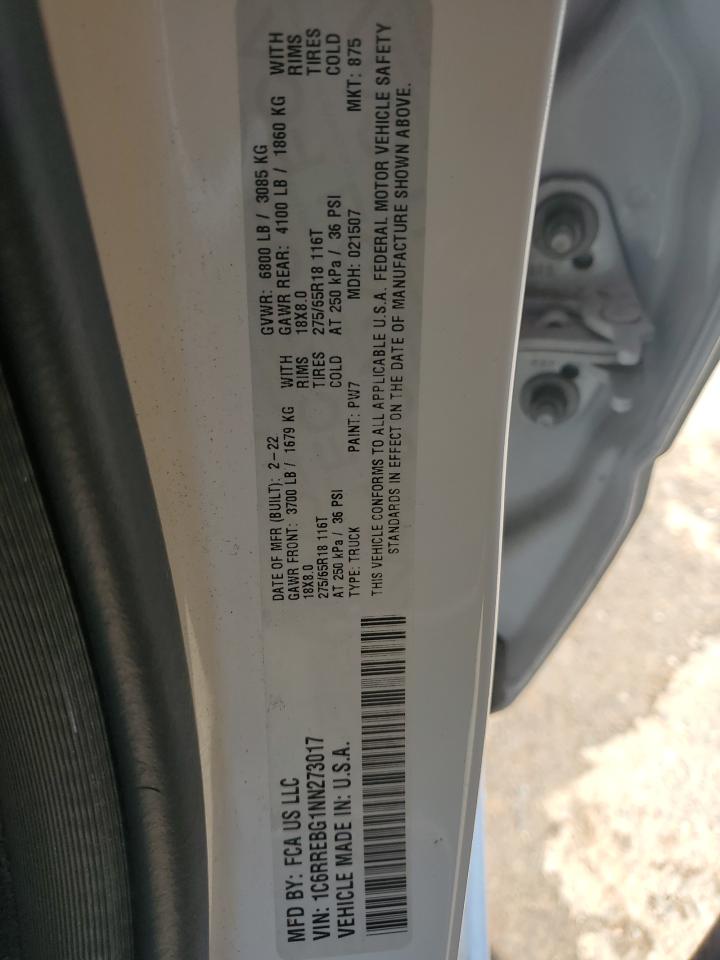 MFD BY: FCA US LLC
VIN: 1C6RREBG1NN273017
VEHICLE MADE IN: U.S.A.
DATE OF MFR (BUILT): 2-22
GVWR: 6800 LB / 3085 KG
GAWR FRONT: 3700 LB / 1679 KG WITH
GAWR REAR: 4100 LB / 1860 KG WITH
18X8.0 RIMS
18X8.0 RIMS
275/65R18 116T TIRES
275/65R18 116T TIRES
AT 250 kPa / 36 PSI COLD
AT 250 kPa / 36 PSI COLD
TYPE: TRUCK PAINT: PW7 MDH: 021507 MKT: 875
THIS VEHICLE CONFORMS TO ALL APPLICABLE U.S.A. FEDERAL MOTOR VEHICLE SAFETY
STANDARDS IN EFFECT ON THE DATE OF MANUFACTURE SHOWN ABOVE.